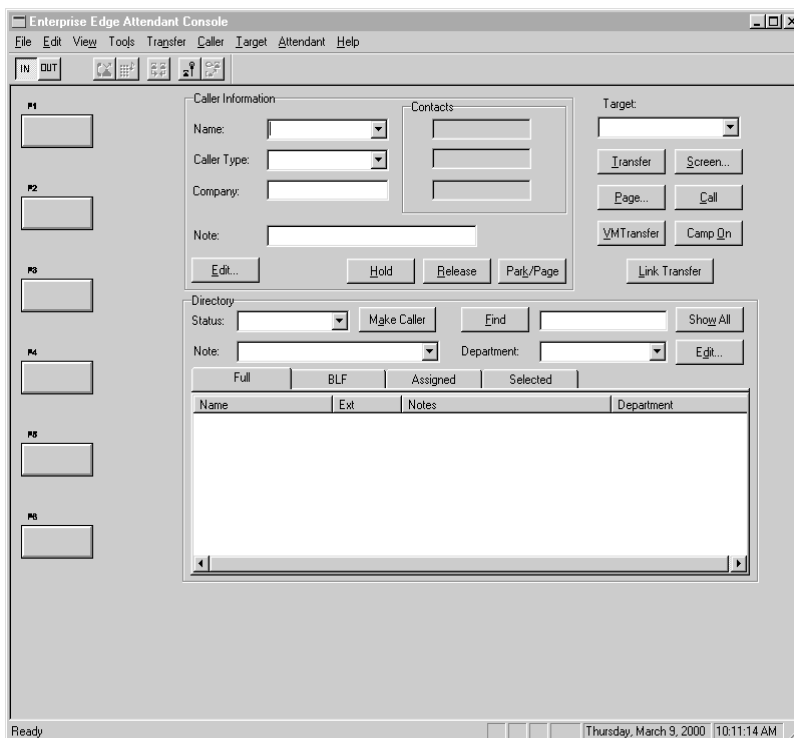 Enterprise Edge Attendant Console
File Edit View Tools Transfer Caller Target Attendant Help
IN OUT
F1
F2
F3
F4
F5
F6
Caller Information
Name:
Caller Type:
Company:
Note:
Contacts
Edit... Hold Release Park/Page
Target:
Transfer Screen...
Page... Call
VMTransfer Camp On
Link Transfer
Directory
Status: Make Caller Find Show All
Note: Department: Edit...
Full BLF Assigned Selected
Name Ext Notes Department
Ready Thursday, March 9, 2000 10:11:14 AM